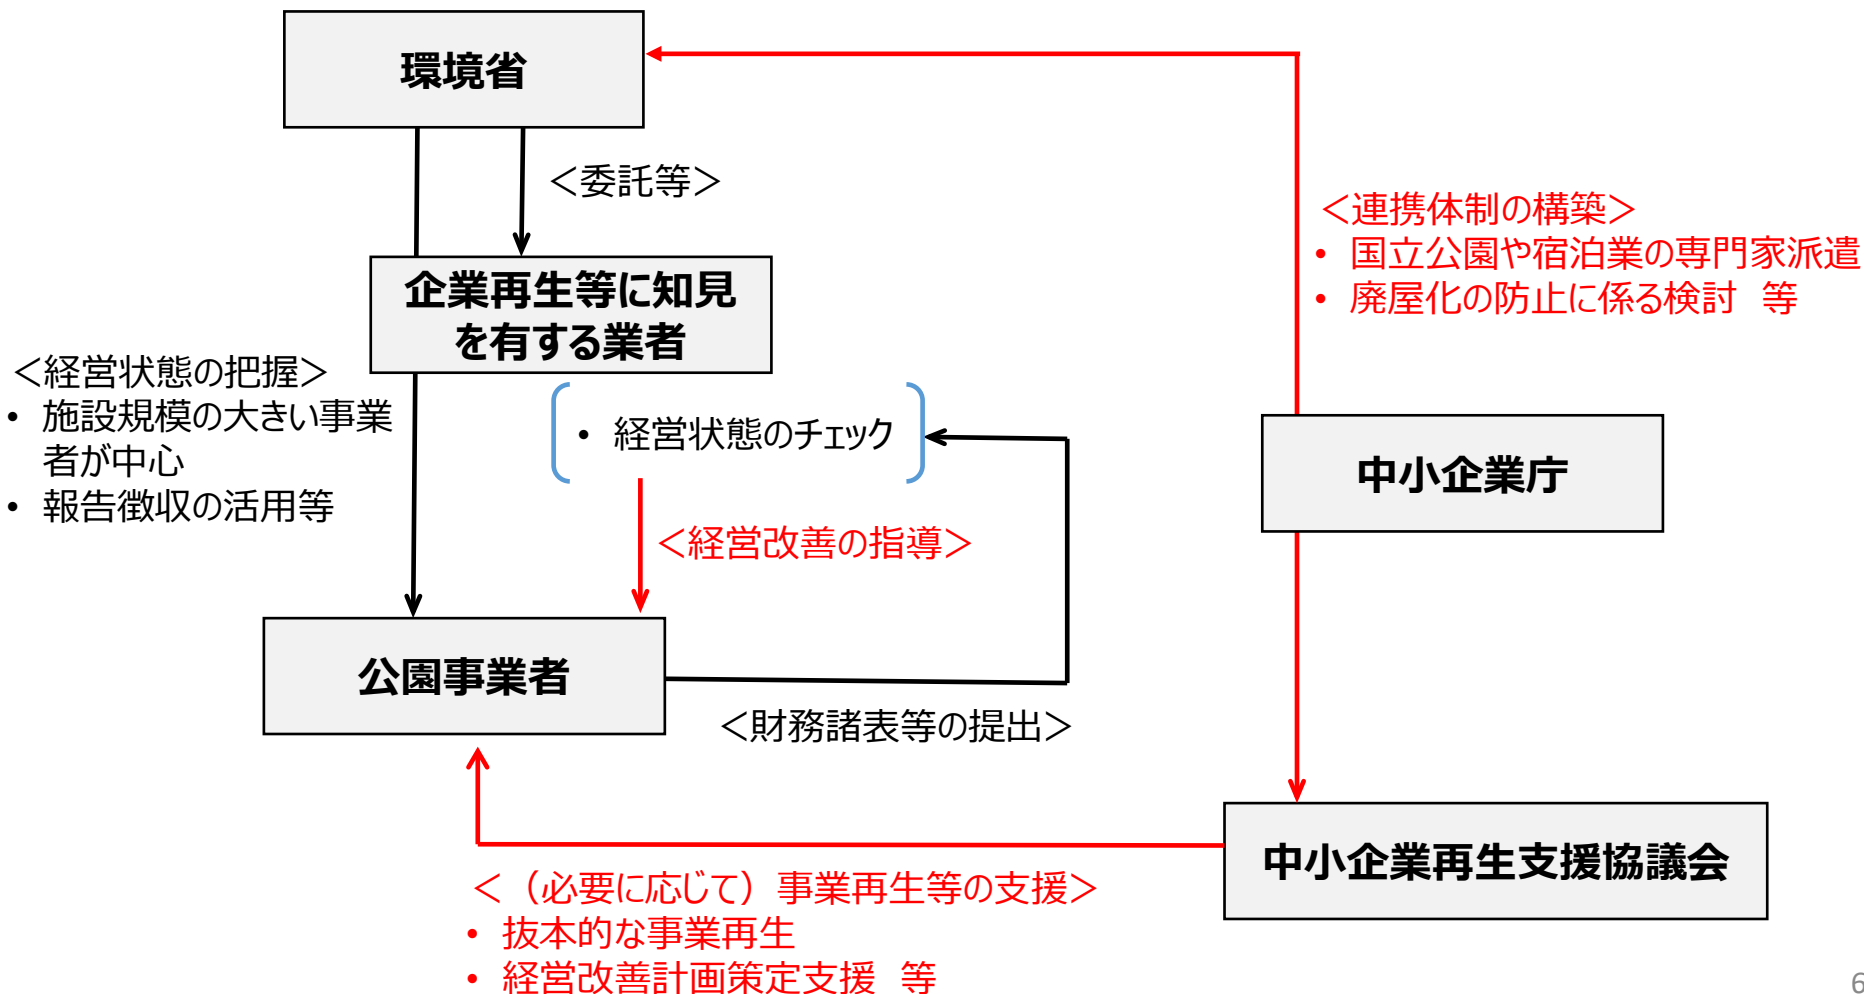 環境省
＜委託等＞
＜連携体制の構築＞
• 国立公園や宿泊業の専門家派遣
• 廃屋化の防止に係る検討　等
企業再生等に知見
を有する業者
＜経営状態の把握＞
• 施設規模の大きい事業
者が中心
• 報告徴収の活用等
• 経営状態のチェック
中小企業庁
＜経営改善の指導＞
公園事業者
＜財務諸表等の提出＞
中小企業再生支援協議会
＜（必要に応じて）事業再生等の支援＞
• 抜本的な事業再生
• 経営改善計画策定支援　等
6